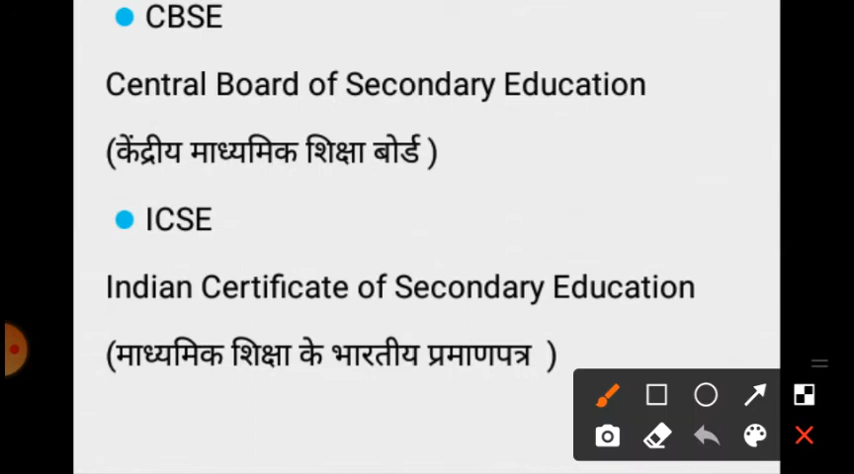 CBSE
Central Board of Secondary Education
(केंद्रीय माध्यमिक शिक्षा बोर्ड )
ICSE
Indian Certificate of Secondary Education
(माध्यमिक शिक्षा के भारतीय प्रमाणपत्र )